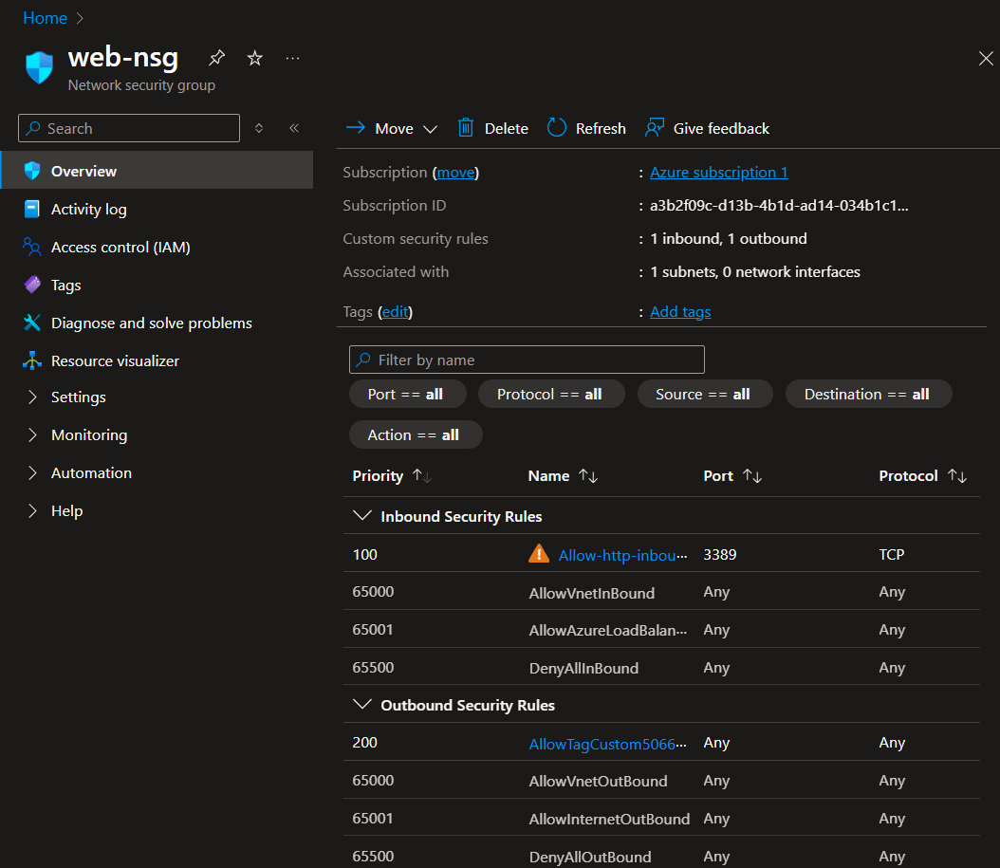 Home
web-nsg
Network security group
Search
Overview
Activity log
Access control (IAM)
Tags
Diagnose and solve problems
Resource visualizer
Settings
Monitoring
Automation
Help
Move Delete Refresh Give feedback
Subscription (move) : Azure subscription 1
Subscription ID : a3b2f09c-d13b-4b1d-ad14-034b1c1...
Custom security rules : 1 inbound, 1 outbound
Associated with : 1 subnets, 0 network interfaces
Tags (edit) : Add tags
Filter by name
Port == all Protocol == all Source == all Destination == all
Action == all
Priority ↑↓ Name ↑↓ Port ↑↓ Protocol ↑↓
Inbound Security Rules
100 Allow-http-inbou... 3389 TCP
65000 AllowVnetInBound Any Any
65001 AllowAzureLoadBalan... Any Any
65500 DenyAllInBound Any Any
Outbound Security Rules
200 AllowTagCustom5066... Any Any
65000 AllowVnetOutBound Any Any
65001 AllowInternetOutBound Any Any
65500 DenyAllOutBound Any Any